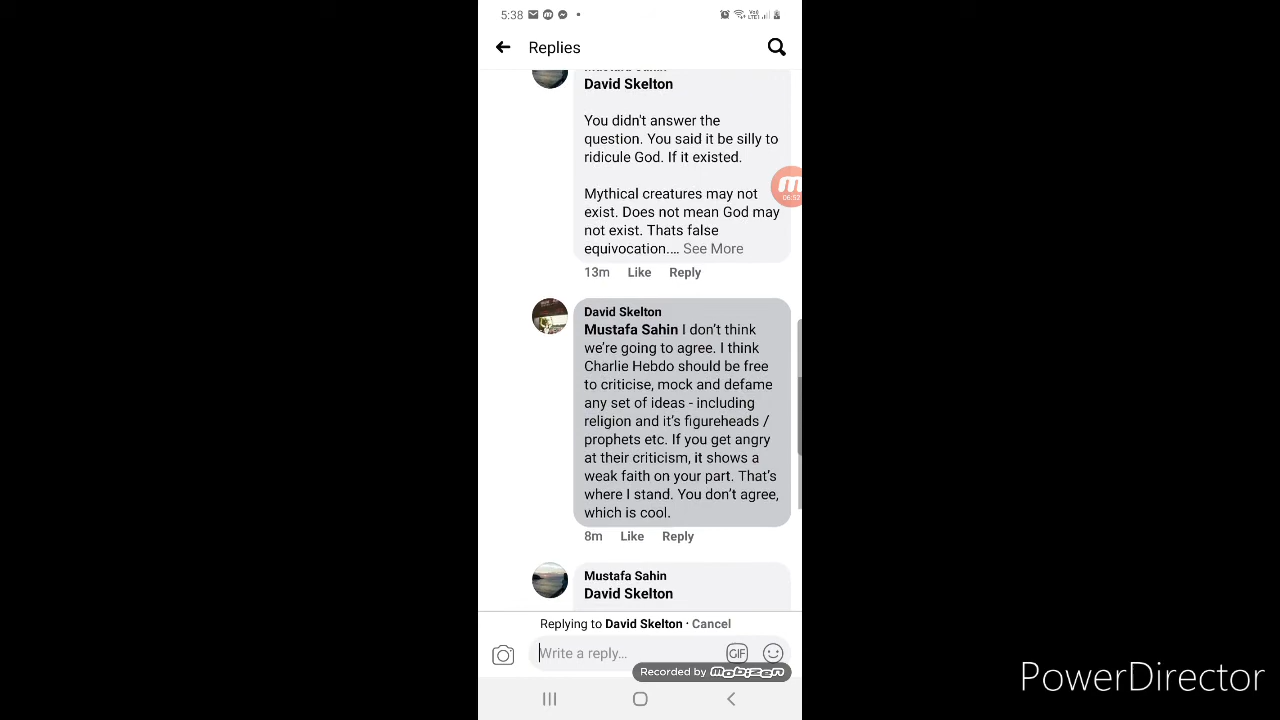 5:38
Replies
David Skelton
You didn't answer the
question. You said it be silly to
ridicule God. If it existed.
Mythical creatures may not
exist. Does not mean God may
not exist. Thats false
equivocation.... See More
13m Like Reply
06:52
David Skelton
Mustafa Sahin I don't think
we're going to agree. I think
Charlie Hebdo should be free
to criticise, mock and defame
any set of ideas - including
religion and it's figureheads /
prophets etc. If you get angry
at their criticism, it shows a
weak faith on your part. That's
where I stand. You don't agree,
which is cool.
8m Like Reply
Mustafa Sahin
David Skelton
Replying to David Skelton · Cancel
Write a reply...
GIF
Recorded by mobizen
PowerDirector